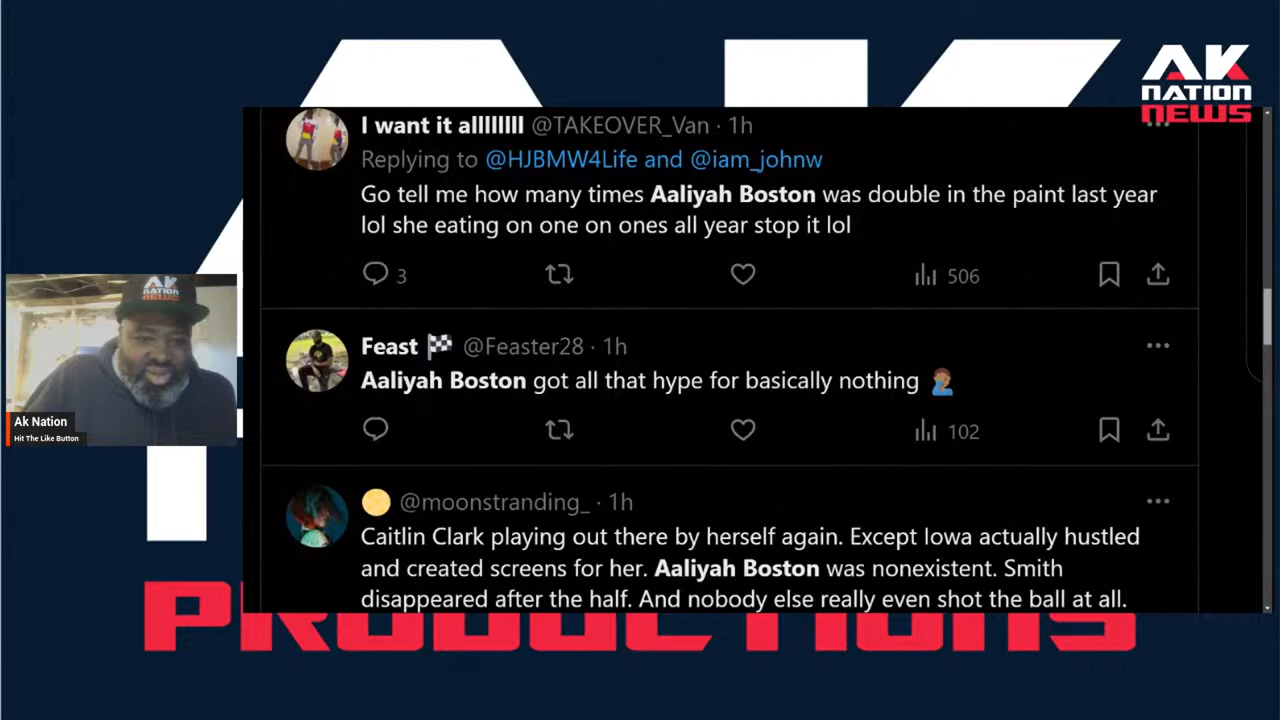 AK
NATION
NEWS
I want it alllllllll @TAKEOVER_Van · 1h
Replying to @HJBMW4Life and @iam_johnw
Go tell me how many times Aaliyah Boston was double in the paint last year
lol she eating on one on ones all year stop it lol
3
506
Feast @Feaster28 · 1h
Aaliyah Boston got all that hype for basically nothing
102
@moonstranding_ · 1h
Caitlin Clark playing out there by herself again. Except Iowa actually hustled
and created screens for her. Aaliyah Boston was nonexistent. Smith
disappeared after the half. And nobody else really even shot the ball at all.
AK
NATION
NEWS
Ak Nation
Hit The Like Button
PRODUCTIONS